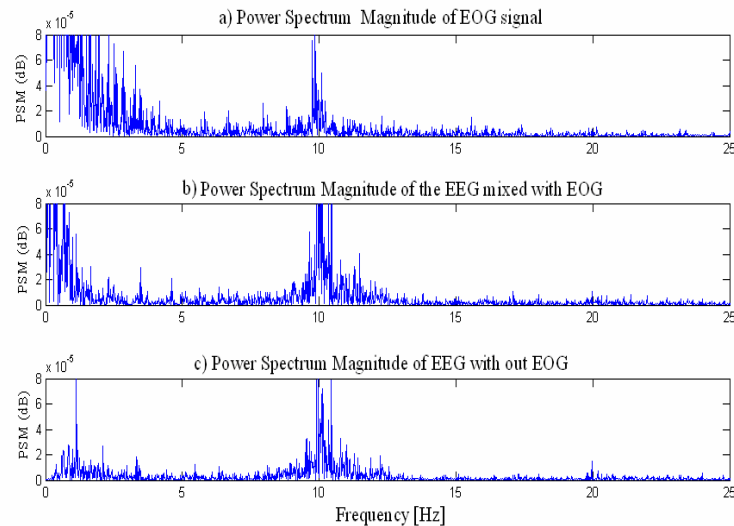 a) Power Spectrum Magnitude of EOG signal
x 10^-5
PSM (dB)
8
6
4
2
0
0 5 10 15 20 25
b) Power Spectrum Magnitude of the EEG mixed with EOG
x 10^-5
PSM (dB)
8
6
4
2
0
0 5 10 15 20 25
c) Power Spectrum Magnitude of EEG with out EOG
x 10^-5
PSM (dB)
8
6
4
2
0
0 5 10 15 20 25
Frequency [Hz]